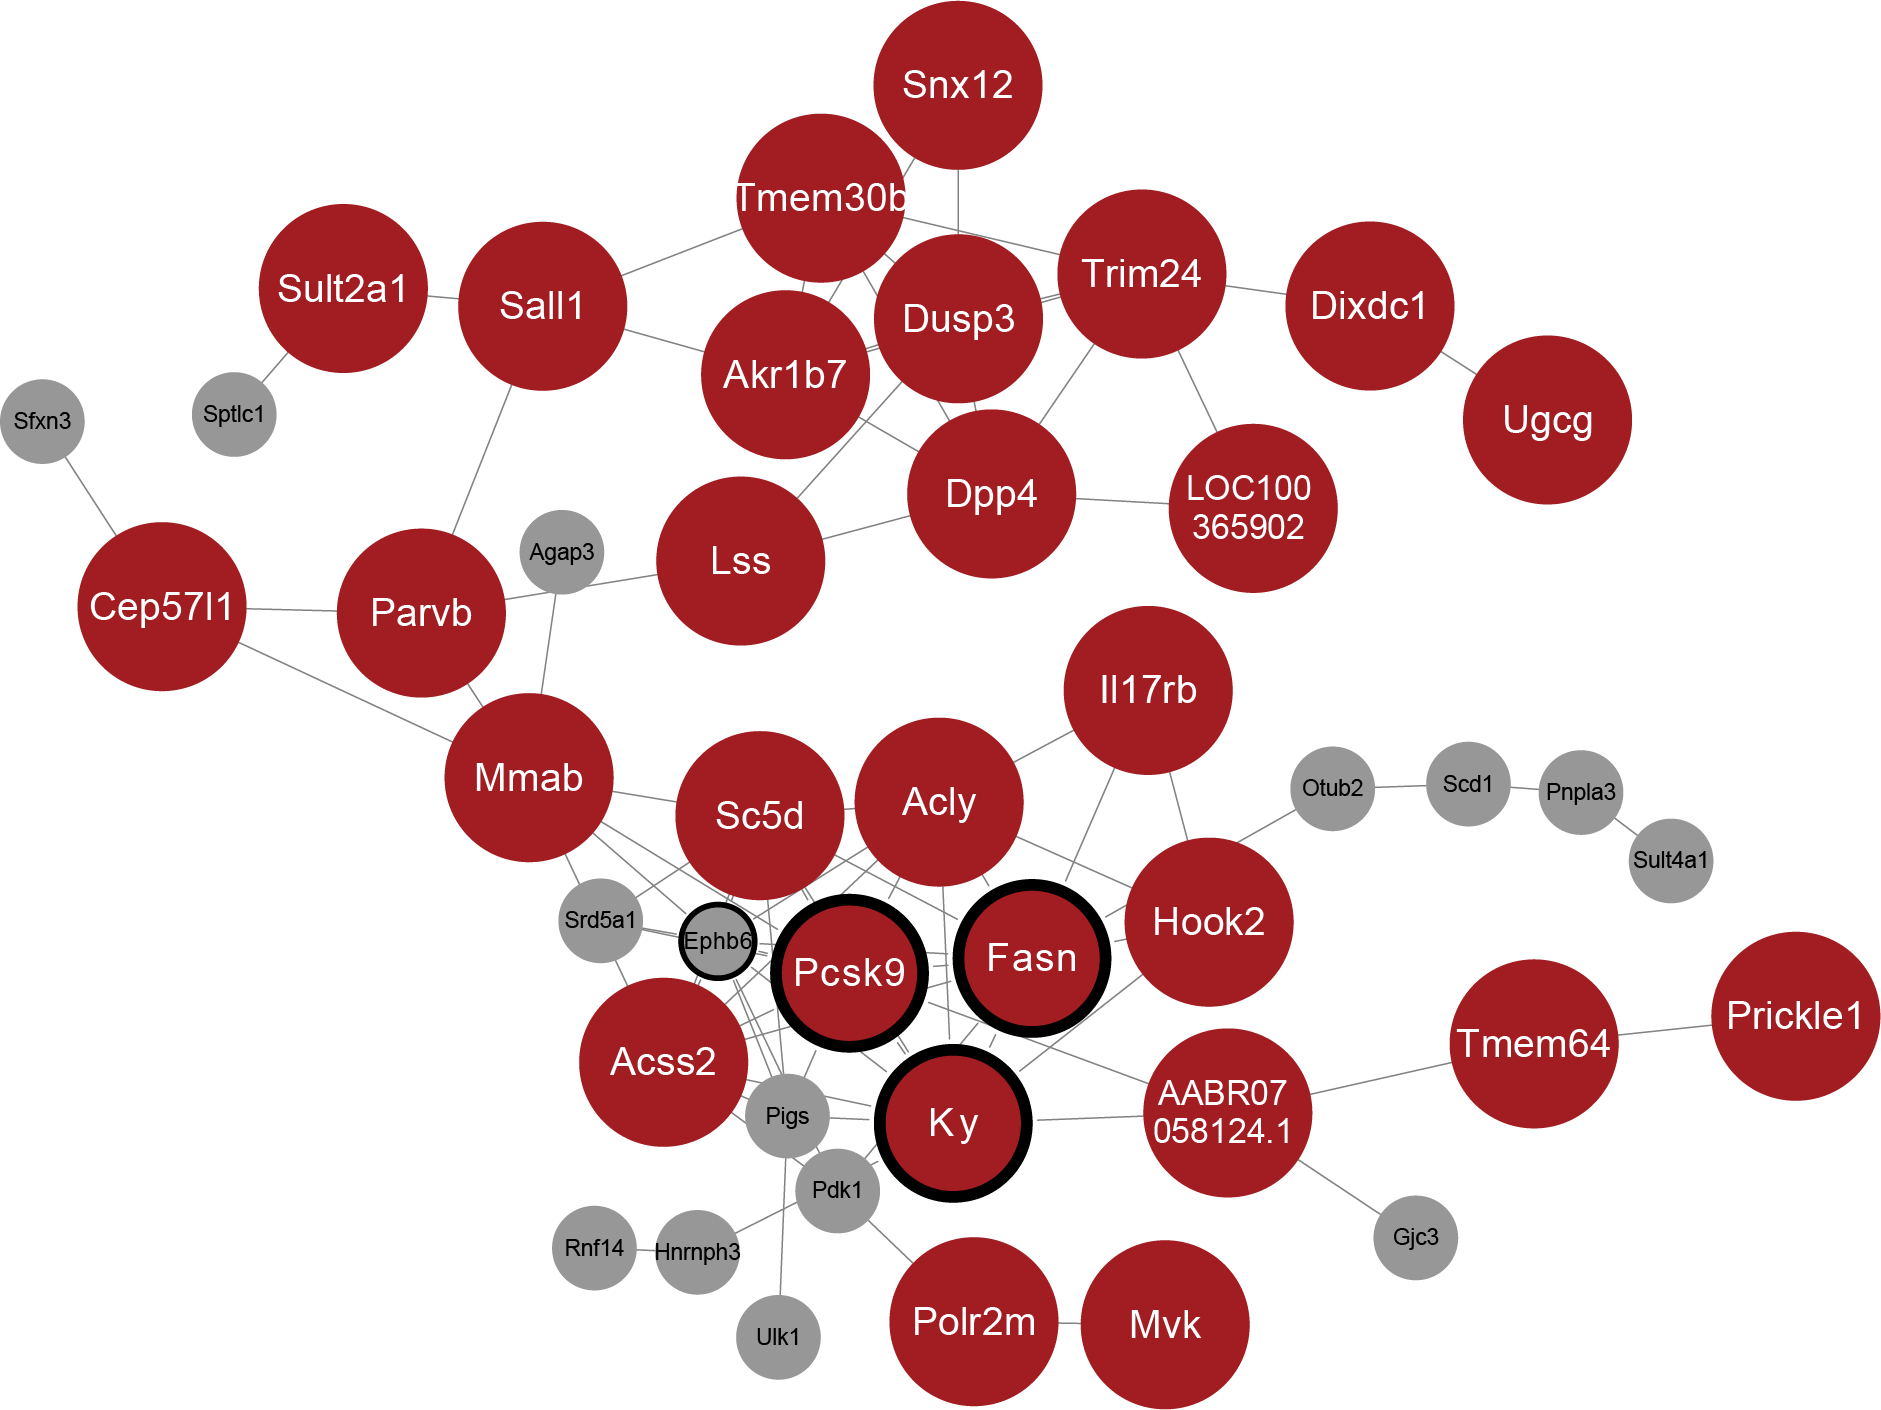 Snx12
Tmem30b
Trim24
Sult2a1
Sall1
Dixdc1
Dusp3
Akr1b7
Sfxn3
Sptlc1
Ugcg
Dpp4
LOC100
365902
Agap3
Lss
Cep57l1
Parvb
Il17rb
Mmab
Sc5d
Acly
Otub2
Scd1
Pnpla3
Sult4a1
Srd5a1
Ephb6
Pcsk9
Fasn
Hook2
Acss2
Tmem64
Prickle1
Pigs
Ky
AABR07
058124.1
Pdk1
Rnf14
Hnrnph3
Gjc3
Ulk1
Polr2m
Mvk